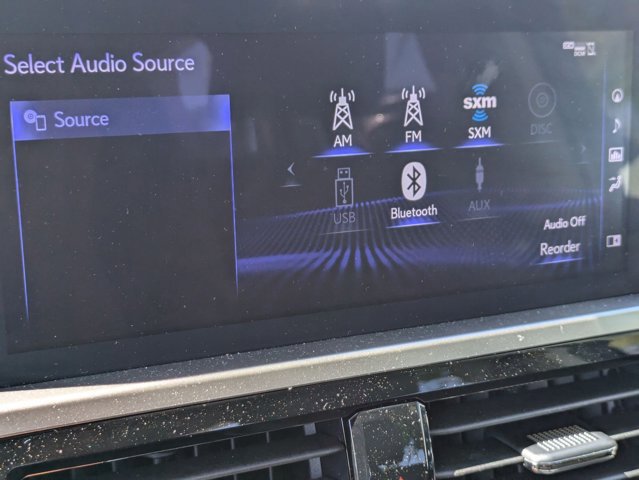 Select Audio Source
Source
AM
FM
sxm
SXM
DISC
USB
Bluetooth
AUX
Audio Off
Reorder